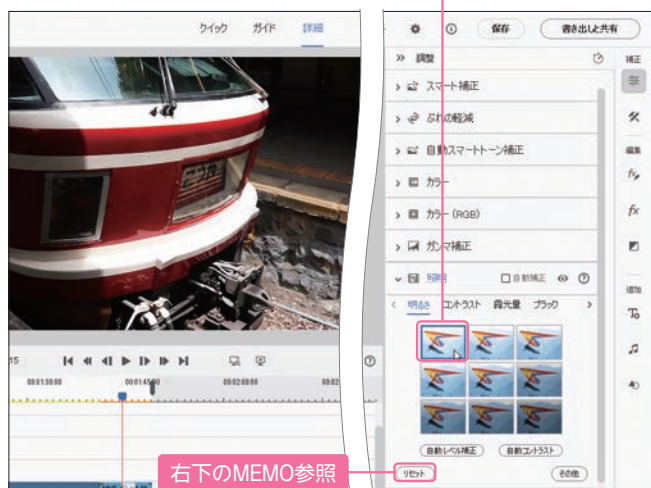 クイック ガイド 詳細
保存 書き出しと共有
調整
補正
スマート補正
ぶれの軽減
自動スマートトーン補正
編集
カラー
カラー (RGB)
ガンマ補正
照明 自動補正
追加
明るさ コントラスト 露光量 ブラック
自動レベル補正 自動コントラスト
リセット その他
15
00:01:30:00 00:01:45:00 00:02:00:00 00:02
右下のMEMO参照